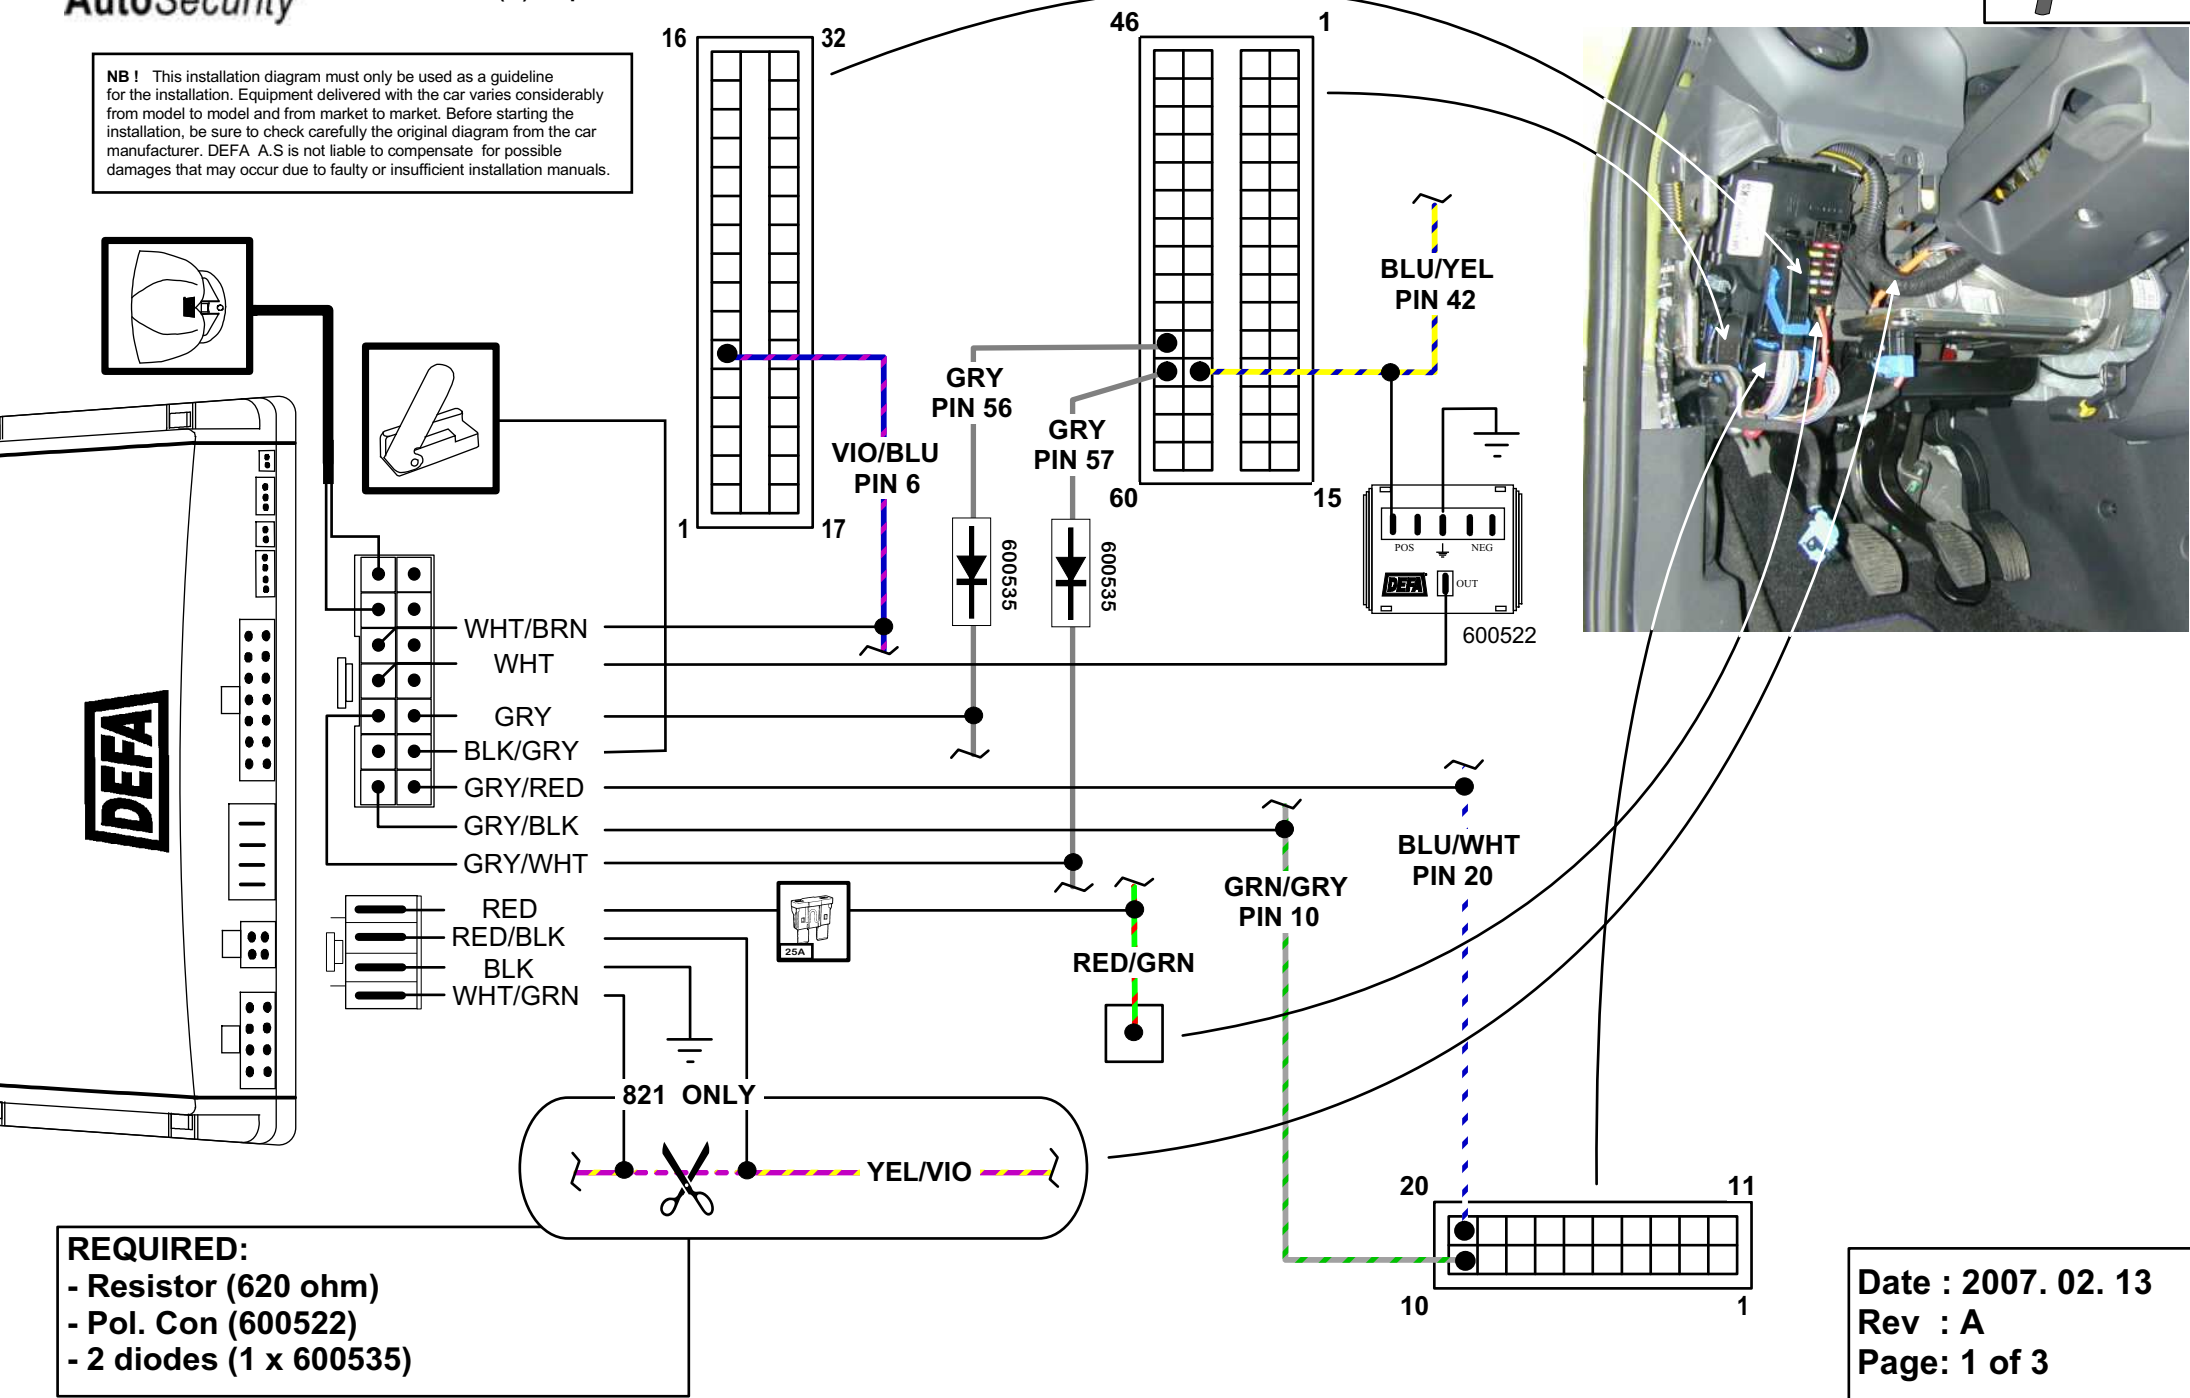 AutoSecurity
NB ! This installation diagram must only be used as a guideline
for the installation. Equipment delivered with the car varies considerably
from model to model and from market to market. Before starting the
installation, be sure to check carefully the original diagram from the car
manufacturer. DEFA A.S is not liable to compensate for possible
damages that may occur due to faulty or insufficient installation manuals.
16 32
1 17
46 1
60 15
BLU/YEL
PIN 42
GRY
PIN 56
GRY
PIN 57
VIO/BLU
PIN 6
600535
600535
POS NEG
DEFA OUT
600522
DEFA
WHT/BRN
WHT
GRY
BLK/GRY
GRY/RED
GRY/BLK
GRY/WHT
RED
RED/BLK
BLK
WHT/GRN
25A
RED/GRN
GRN/GRY
PIN 10
BLU/WHT
PIN 20
821 ONLY
YEL/VIO
20 11
10 1
REQUIRED:
- Resistor (620 ohm)
- Pol. Con (600522)
- 2 diodes (1 x 600535)
Date : 2007. 02. 13
Rev : A
Page: 1 of 3